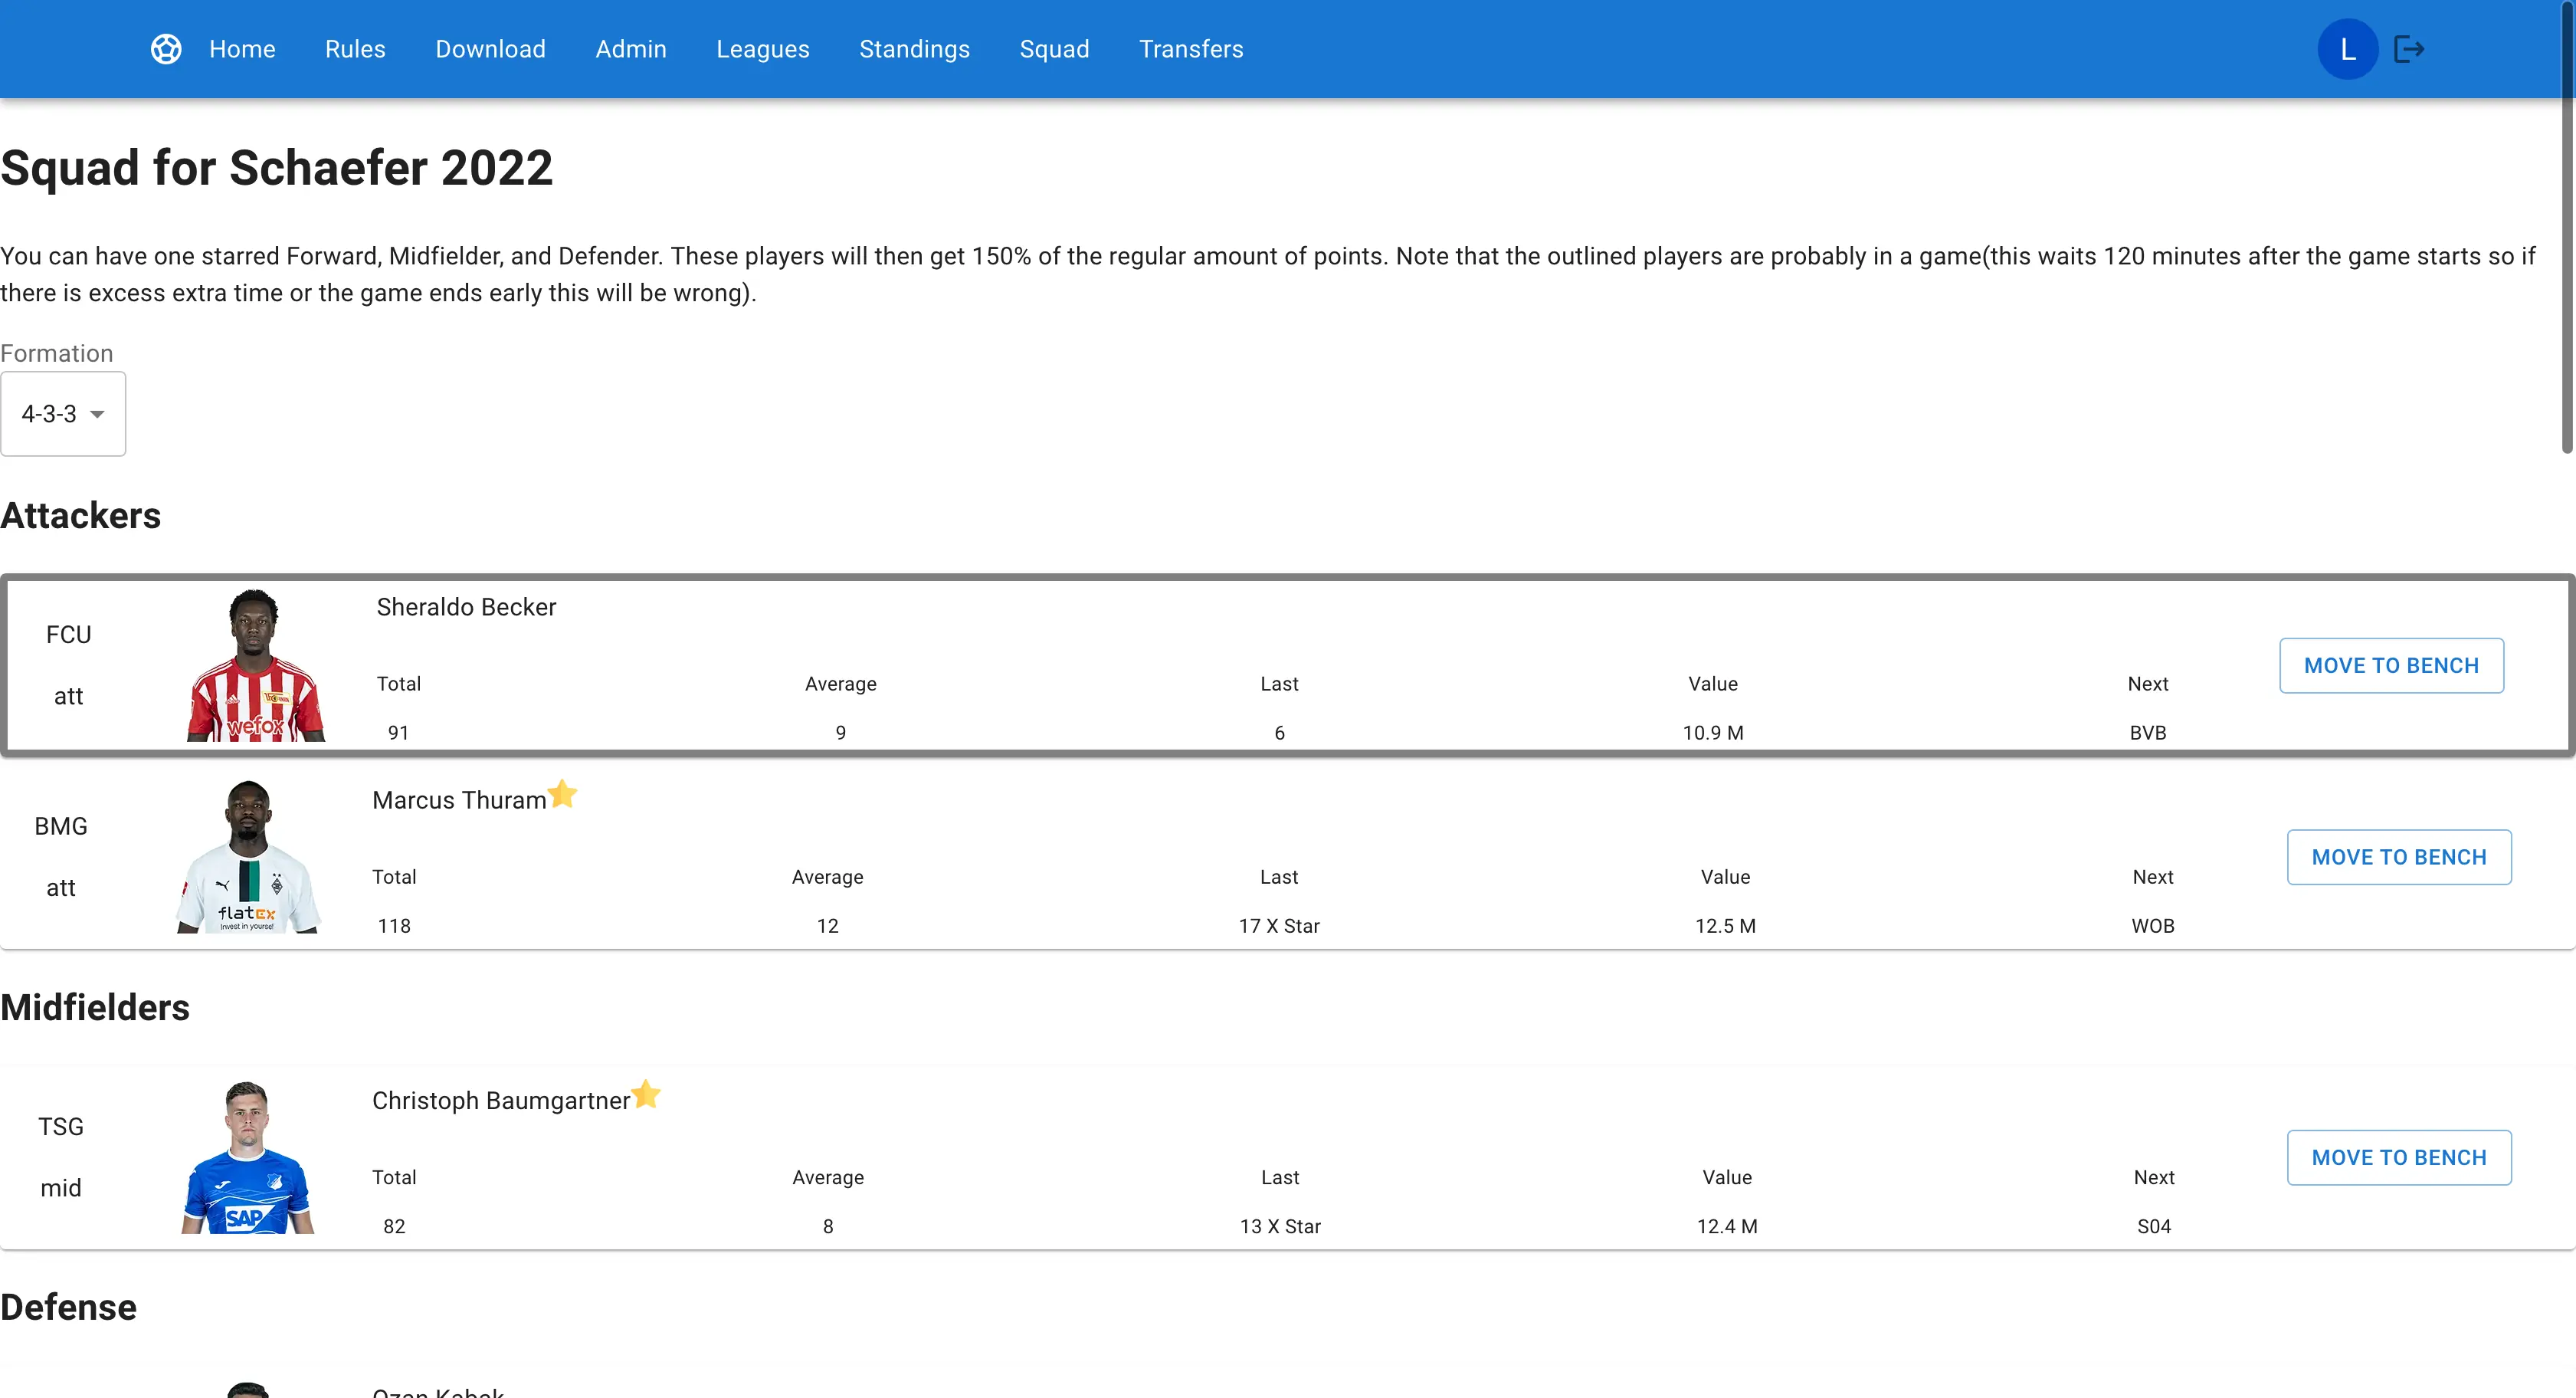 Home Rules Download Admin Leagues Standings Squad Transfers L
Squad for Schaefer 2022
You can have one starred Forward, Midfielder, and Defender. These players will then get 150% of the regular amount of points. Note that the outlined players are probably in a game(this waits 120 minutes after the game starts so if
there is excess extra time or the game ends early this will be wrong).
Formation
4-3-3
Attackers
Sheraldo Becker
FCU
att
wefox
Total Average Last Value Next
91 9 6 10.9 M BVB
MOVE TO BENCH
Marcus Thuram
BMG
att
flatex
Invest in yourself
Total Average Last Value Next
118 12 17 X Star 12.5 M WOB
MOVE TO BENCH
Midfielders
Christoph Baumgartner
TSG
mid
SAP
Total Average Last Value Next
82 8 13 X Star 12.4 M S04
MOVE TO BENCH
Defense
Ozan Kabak